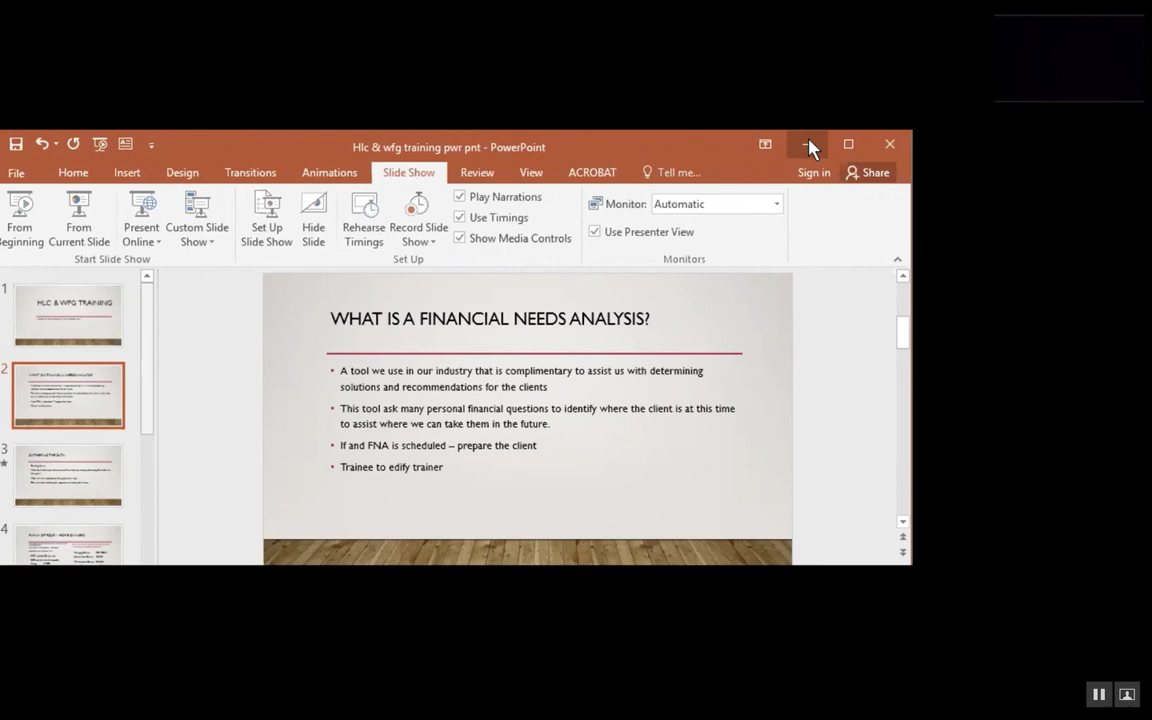 Hlc & wfg training pwr pnt - PowerPoint
File Home Insert Design Transitions Animations Slide Show Review View ACROBAT Tell me... Sign in Share
From Beginning
From Current Slide
Present Online
Custom Slide Show
Start Slide Show
Set Up Slide Show
Hide Slide
Rehearse Timings
Record Slide Show
Play Narrations
Use Timings
Show Media Controls
Set Up
Monitor: Automatic
Use Presenter View
Monitors
1
HLC & WFG TRAINING
2
3
4
WHAT IS A FINANCIAL NEEDS ANALYSIS?
• A tool we use in our industry that is complimentary to assist us with determining
solutions and recommendations for the clients
• This tool ask many personal financial questions to identify where the client is at this time
to assist where we can take them in the future.
• If and FNA is scheduled – prepare the client
• Trainee to edify trainer